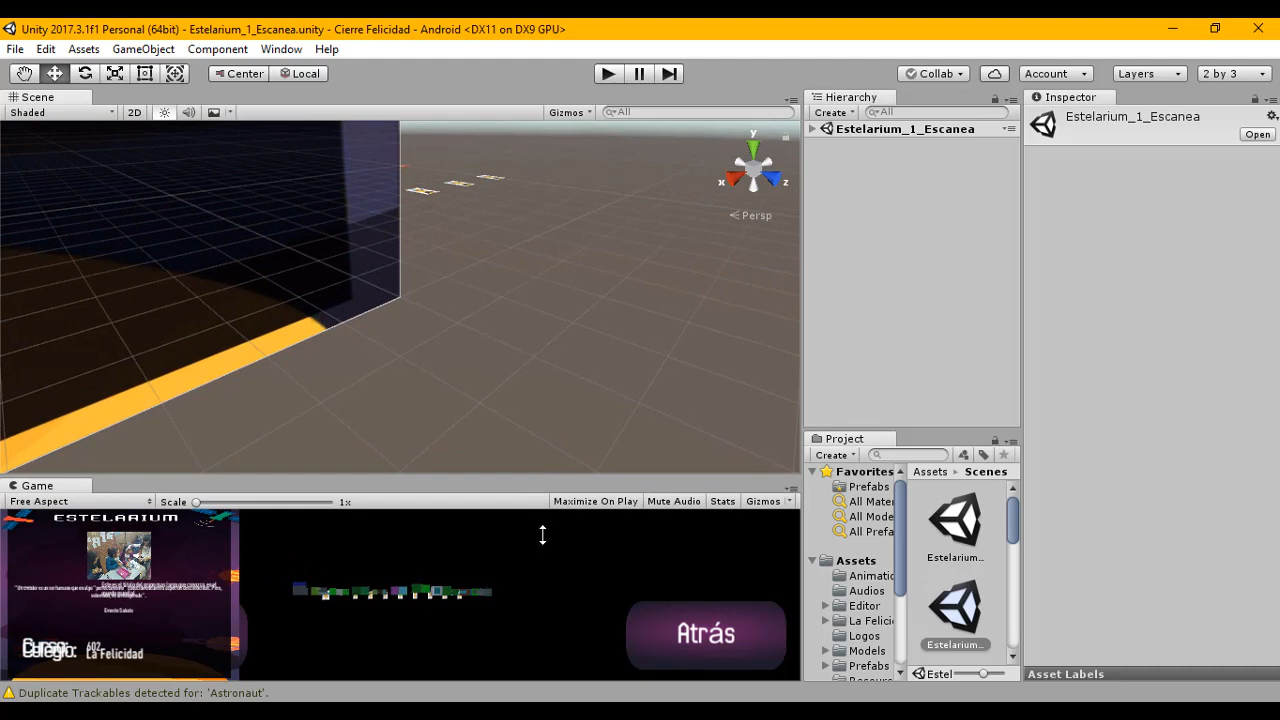 Unity 2017.3.1f1 Personal (64bit) - Estelarium_1_Escanea.unity - Cierre Felicidad - Android <DX11 on DX9 GPU>
File Edit Assets GameObject Component Window Help
Center Local Collab Account Layers 2 by 3
Scene
Shaded 2D Gizmos All
y
x z
Persp
Hierarchy
Create All
Estelarium_1_Escanea
Inspector
Estelarium_1_Escanea
Open
Project
Create
Favorites
Prefabs
All Mater
All Mode
All Prefa
Assets
Animatic
Audios
Editor
La Felici
Logos
Models
Prefabs
Assets Scenes
Estelarium...
Estelarium...
Estel
Asset Labels
Game
Free Aspect Scale 1x Maximize On Play Mute Audio Stats Gizmos
ESTELARIUM
Ernesto Sabato
602
La Felicidad
Atrás
Duplicate Trackables detected for: 'Astronaut'.